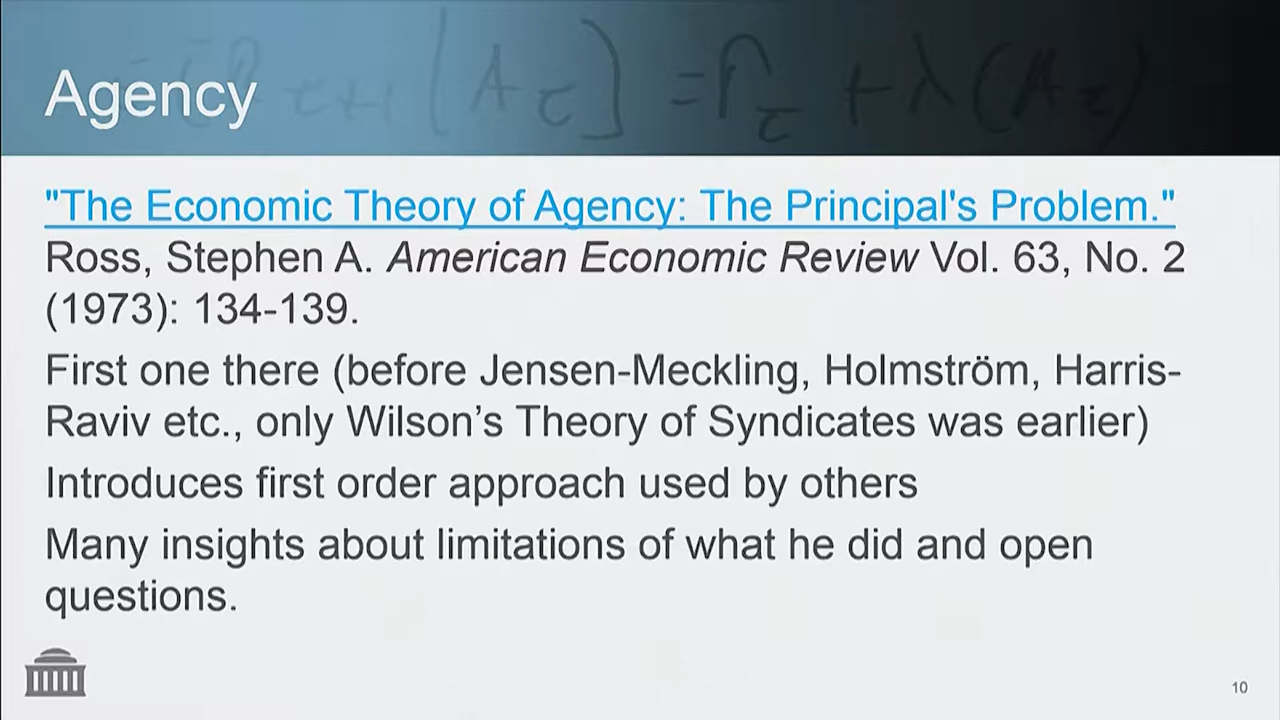 Agency
"The Economic Theory of Agency: The Principal's Problem."
Ross, Stephen A. American Economic Review Vol. 63, No. 2
(1973): 134-139.
First one there (before Jensen-Meckling, Holmström, Harris-
Raviv etc., only Wilson’s Theory of Syndicates was earlier)
Introduces first order approach used by others
Many insights about limitations of what he did and open
questions.
10